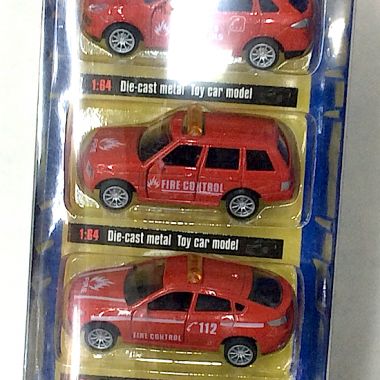 1:64 Die-cast metal Toy car model
FIRE CONTROL
1:64 Die-cast metal Toy car model
112
FIRE CONTROL